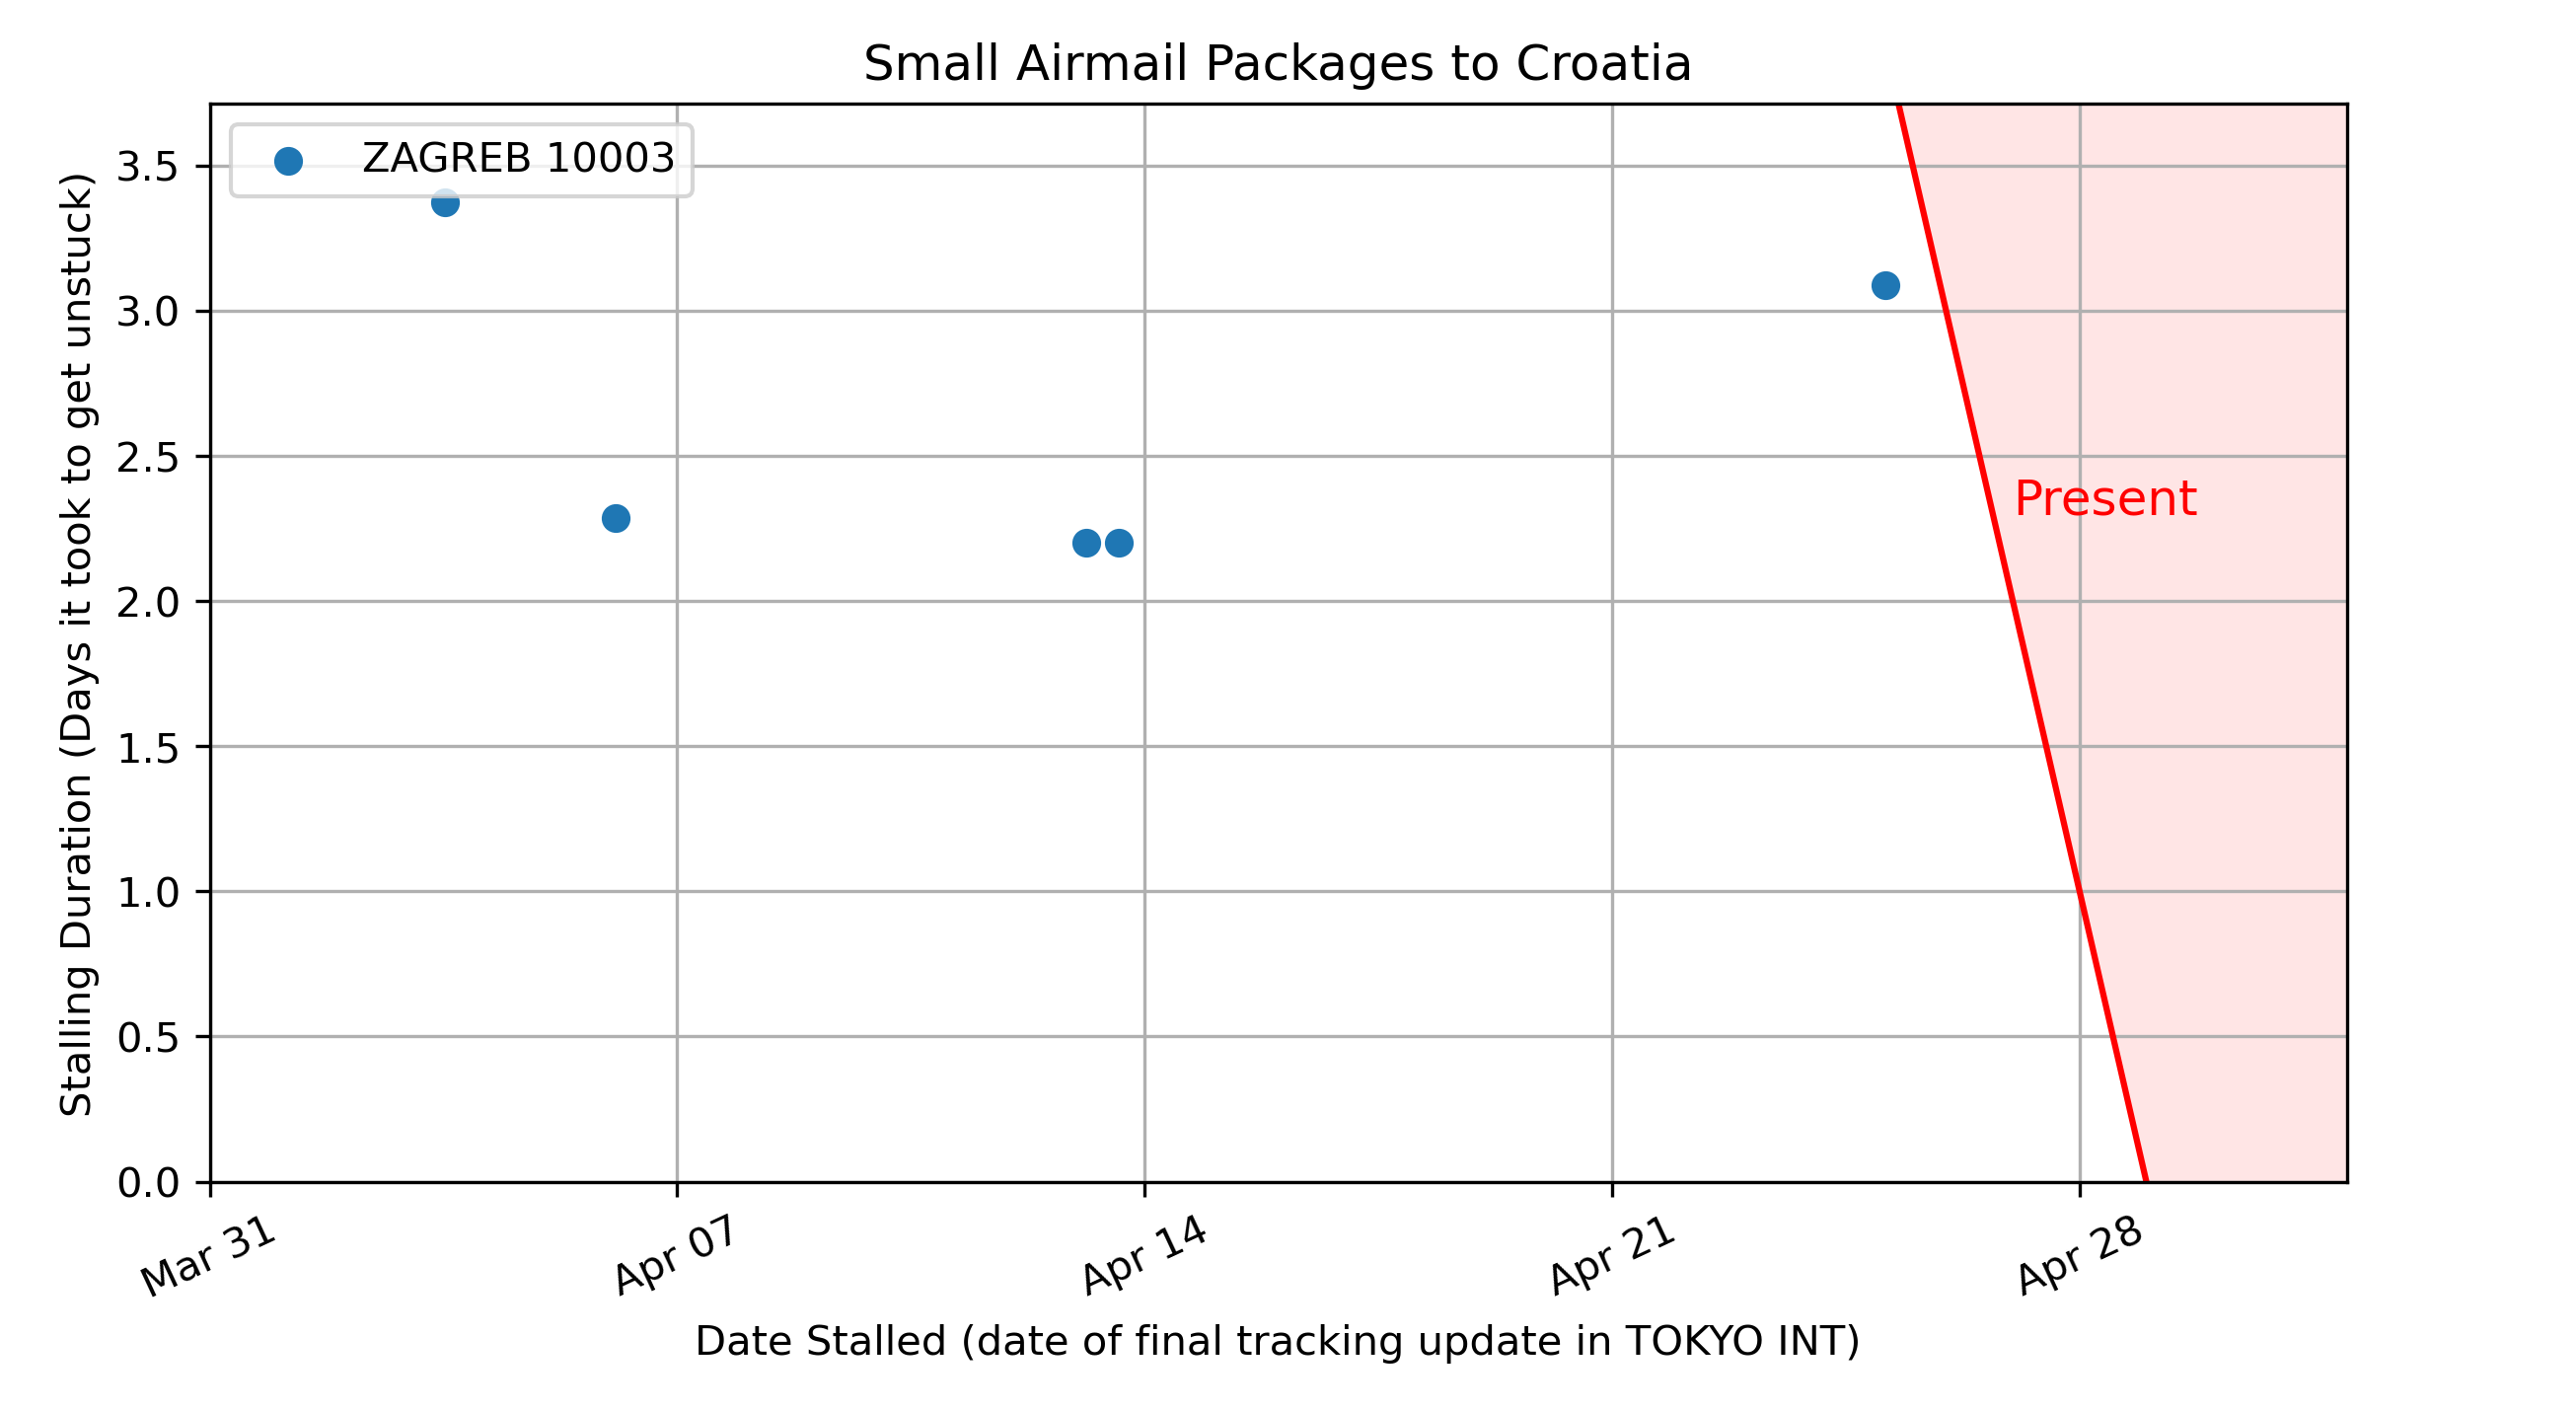 Small Airmail Packages to Croatia
ZAGREB 10003
Stalling Duration (Days it took to get unstuck)
3.5
3.0
2.5
2.0
1.5
1.0
0.5
0.0
Present
Mar 31
Apr 07
Apr 14
Apr 21
Apr 28
Date Stalled (date of final tracking update in TOKYO INT)